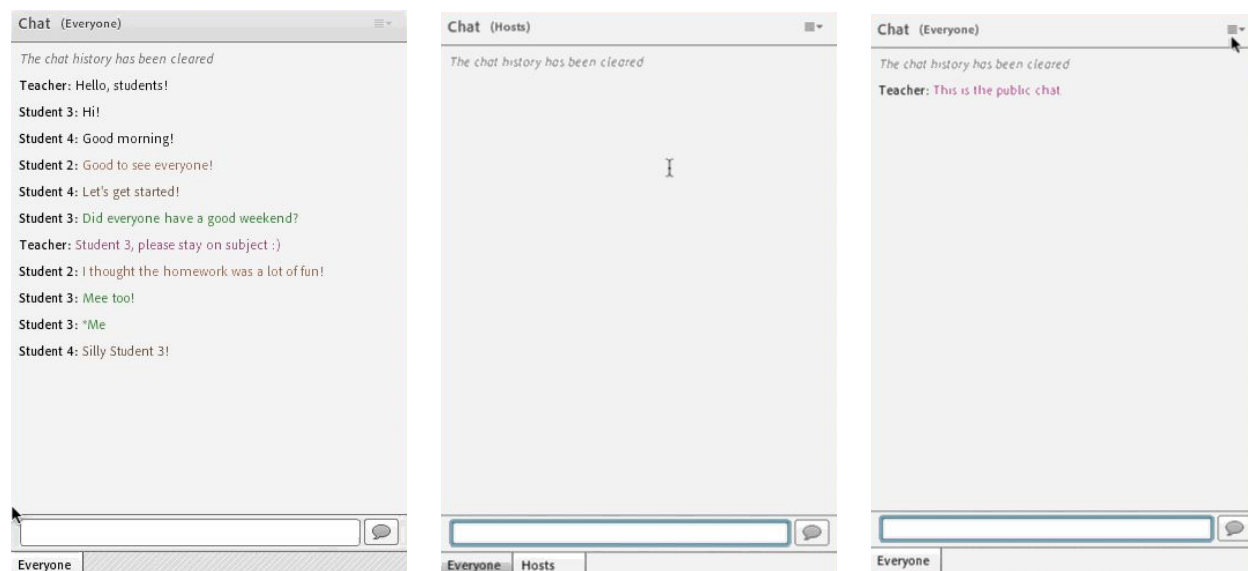 Chat (Everyone)
The chat history has been cleared
Teacher: Hello, students!
Student 3: Hi!
Student 4: Good morning!
Student 2: Good to see everyone!
Student 4: Let's get started!
Student 3: Did everyone have a good weekend?
Teacher: Student 3, please stay on subject :)
Student 2: I thought the homework was a lot of fun!
Student 3: Mee too!
Student 3: *Me
Student 4: Silly Student 3!
Everyone
Chat (Hosts)
The chat history has been cleared
Everyone Hosts
Chat (Everyone)
The chat history has been cleared
Teacher: This is the public chat
Everyone